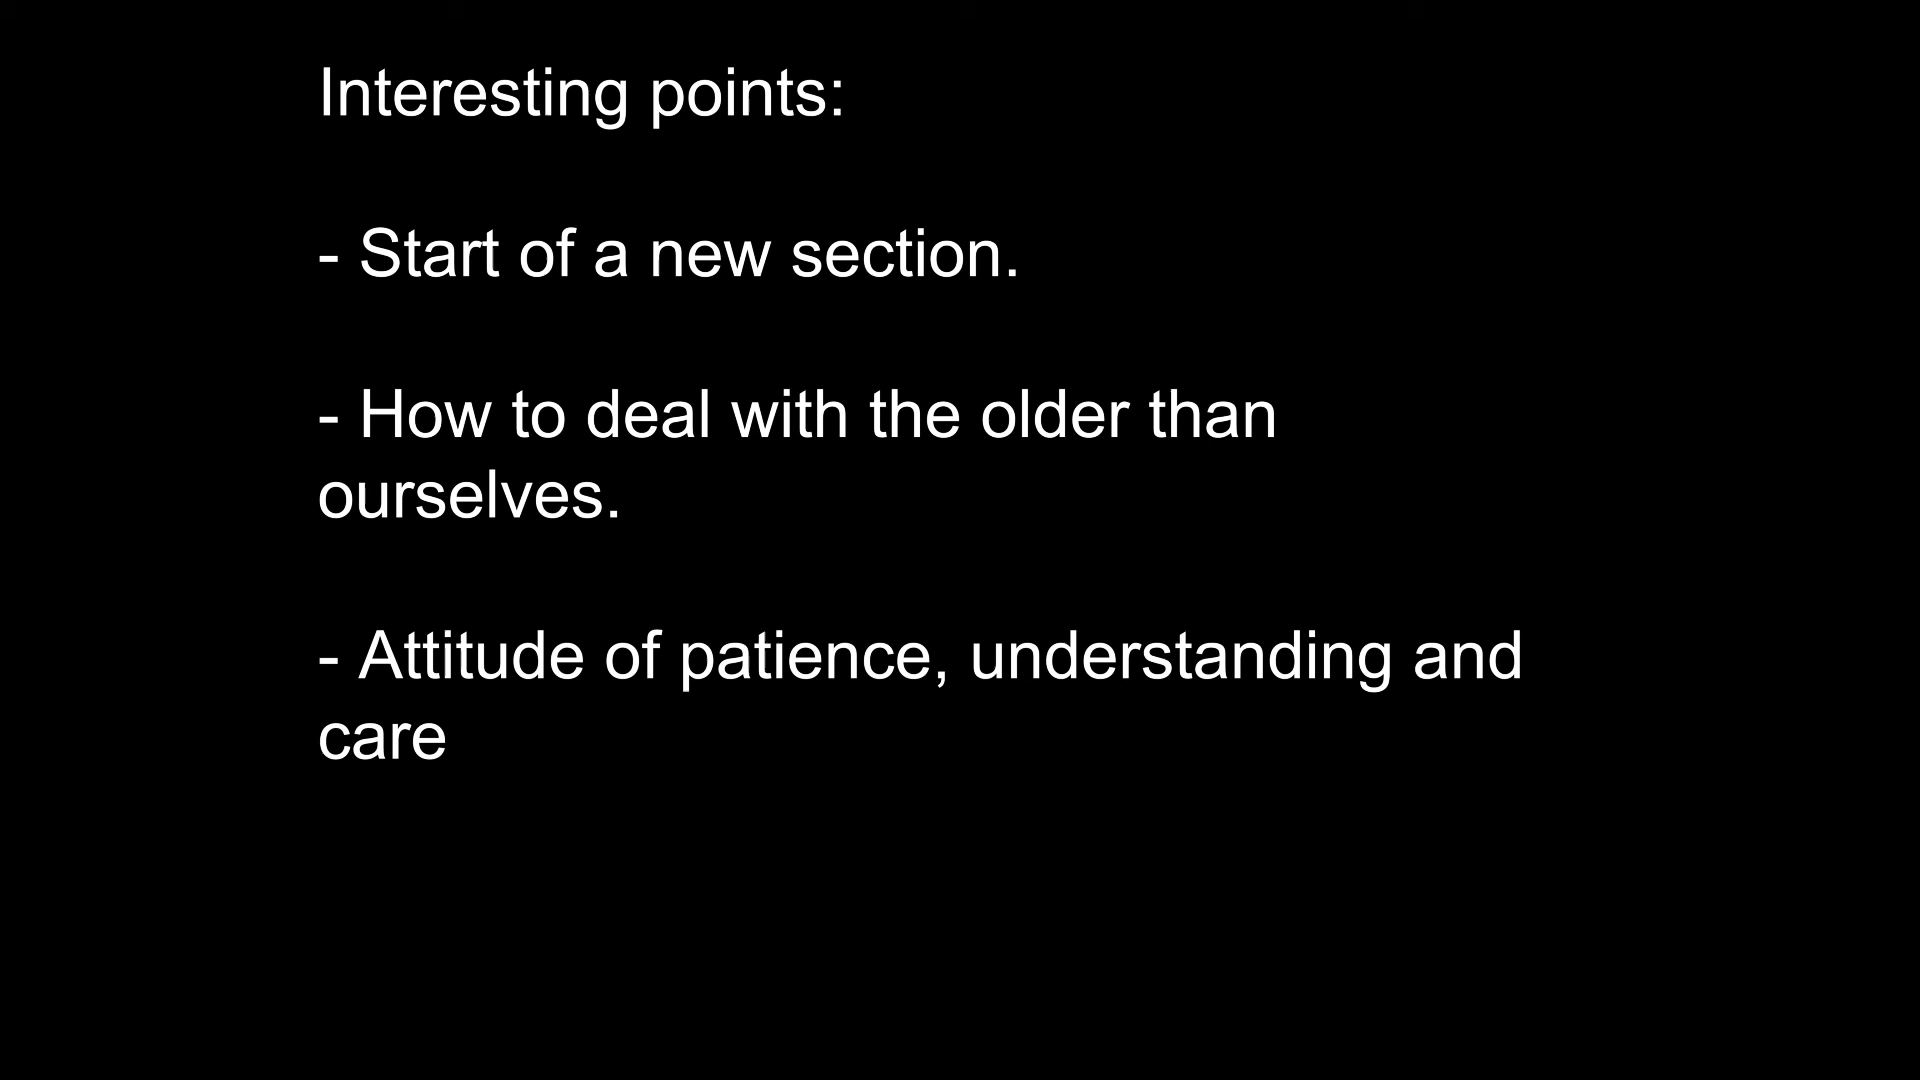 Interesting points:
- Start of a new section.
- How to deal with the older than
ourselves.
- Attitude of patience, understanding and
care